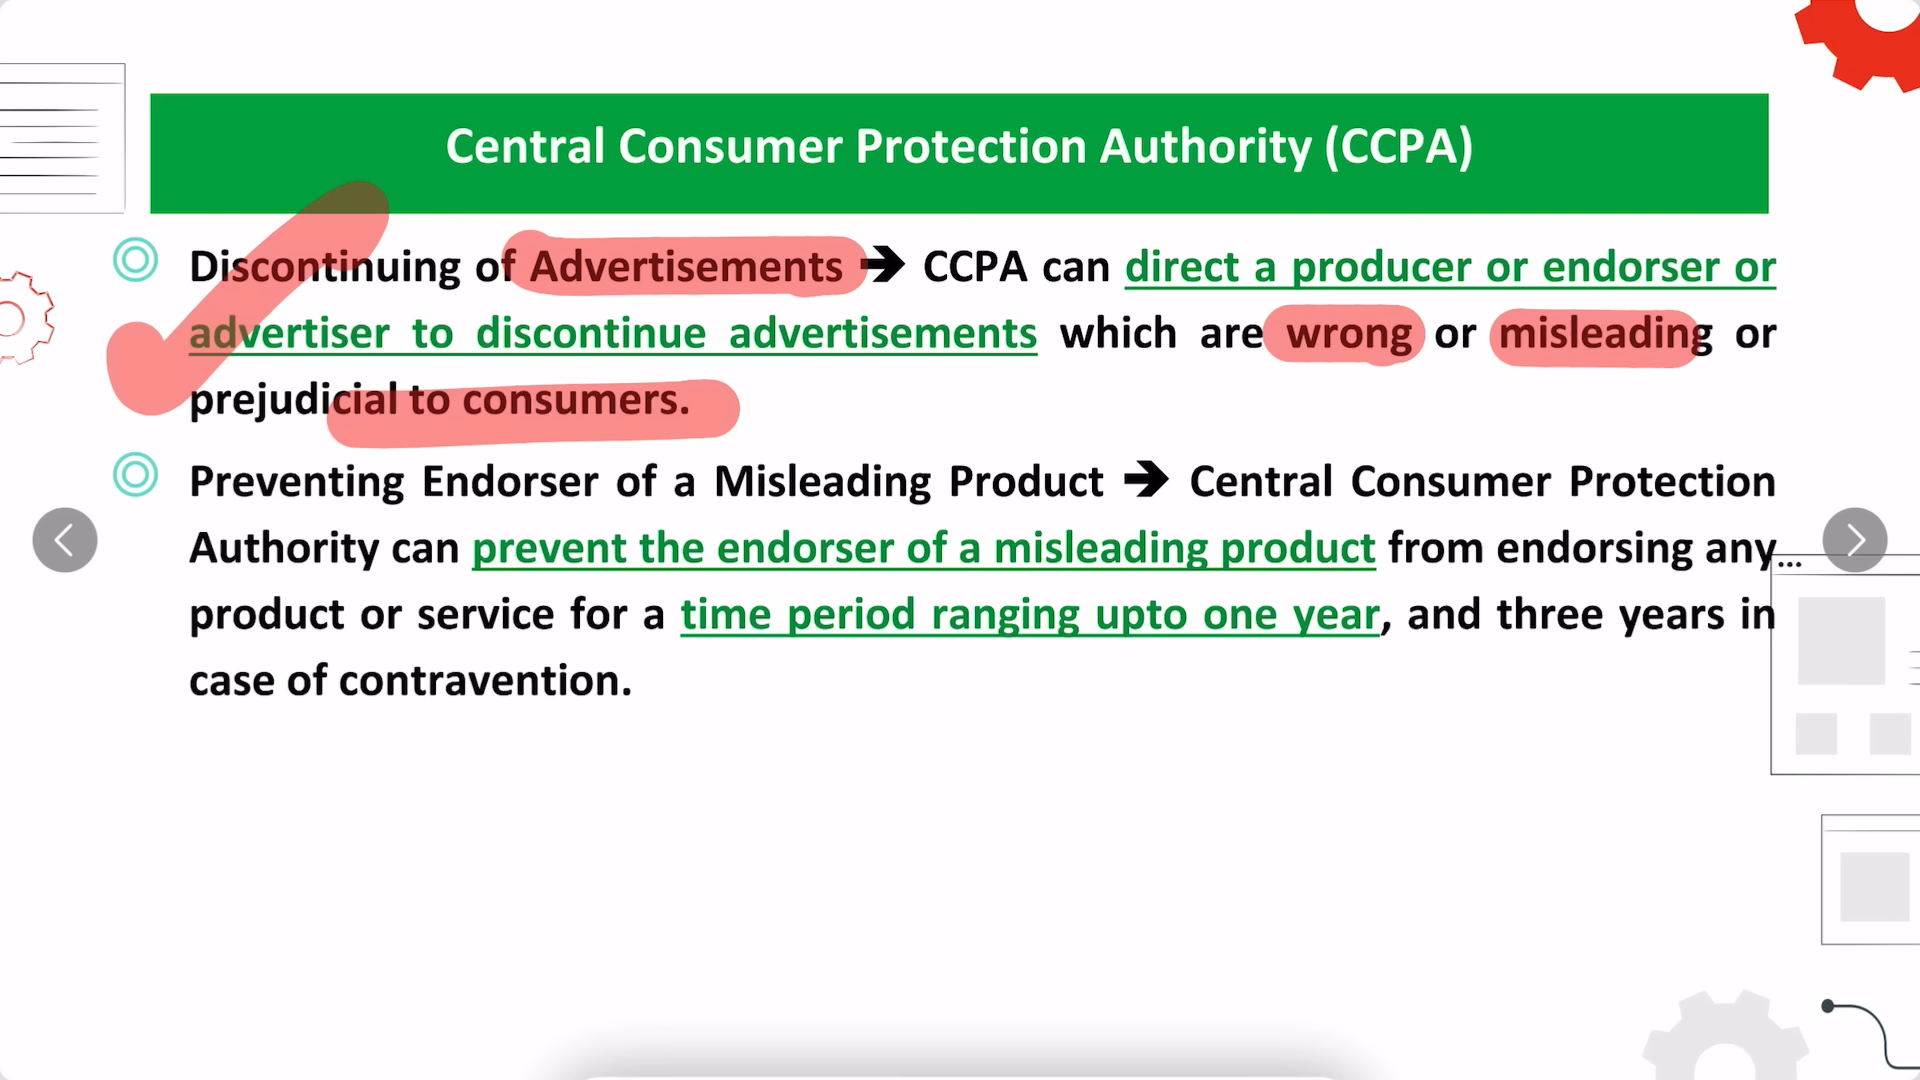 Central Consumer Protection Authority (CCPA)
Discontinuing of Advertisements ➔ CCPA can direct a producer or endorser or
advertiser to discontinue advertisements which are wrong or misleading or
prejudicial to consumers.
Preventing Endorser of a Misleading Product ➔ Central Consumer Protection
Authority can prevent the endorser of a misleading product from endorsing any
product or service for a time period ranging upto one year, and three years in
case of contravention.